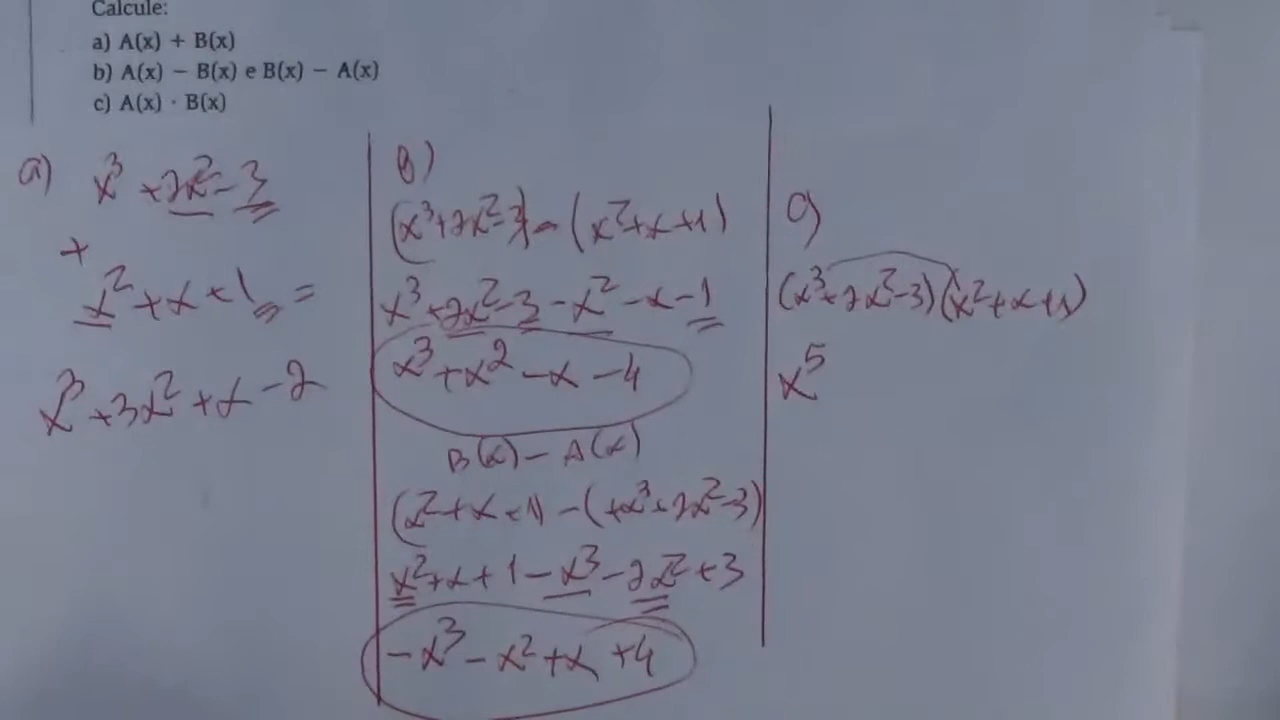 Calcule:
a) A(x) + B(x)
b) A(x) − B(x) e B(x) − A(x)
c) A(x) · B(x)
a) x³ + 2x² − 3
+
x² + x + 1 =
x³ + 3x² + x − 2
B)
(x³ + 2x² − 3) − (x² + x + 1)
x³ + 2x² − 3 − x² − x − 1
x³ + x² − x − 4
B(x) − A(x)
(x² + x + 1) − (+x³ + 2x² − 3)
x² + x + 1 − x³ − 2x² + 3
−x³ − x² + x + 4
c)
(x³ + 2x² − 3)(x² + x + 1)
x⁵